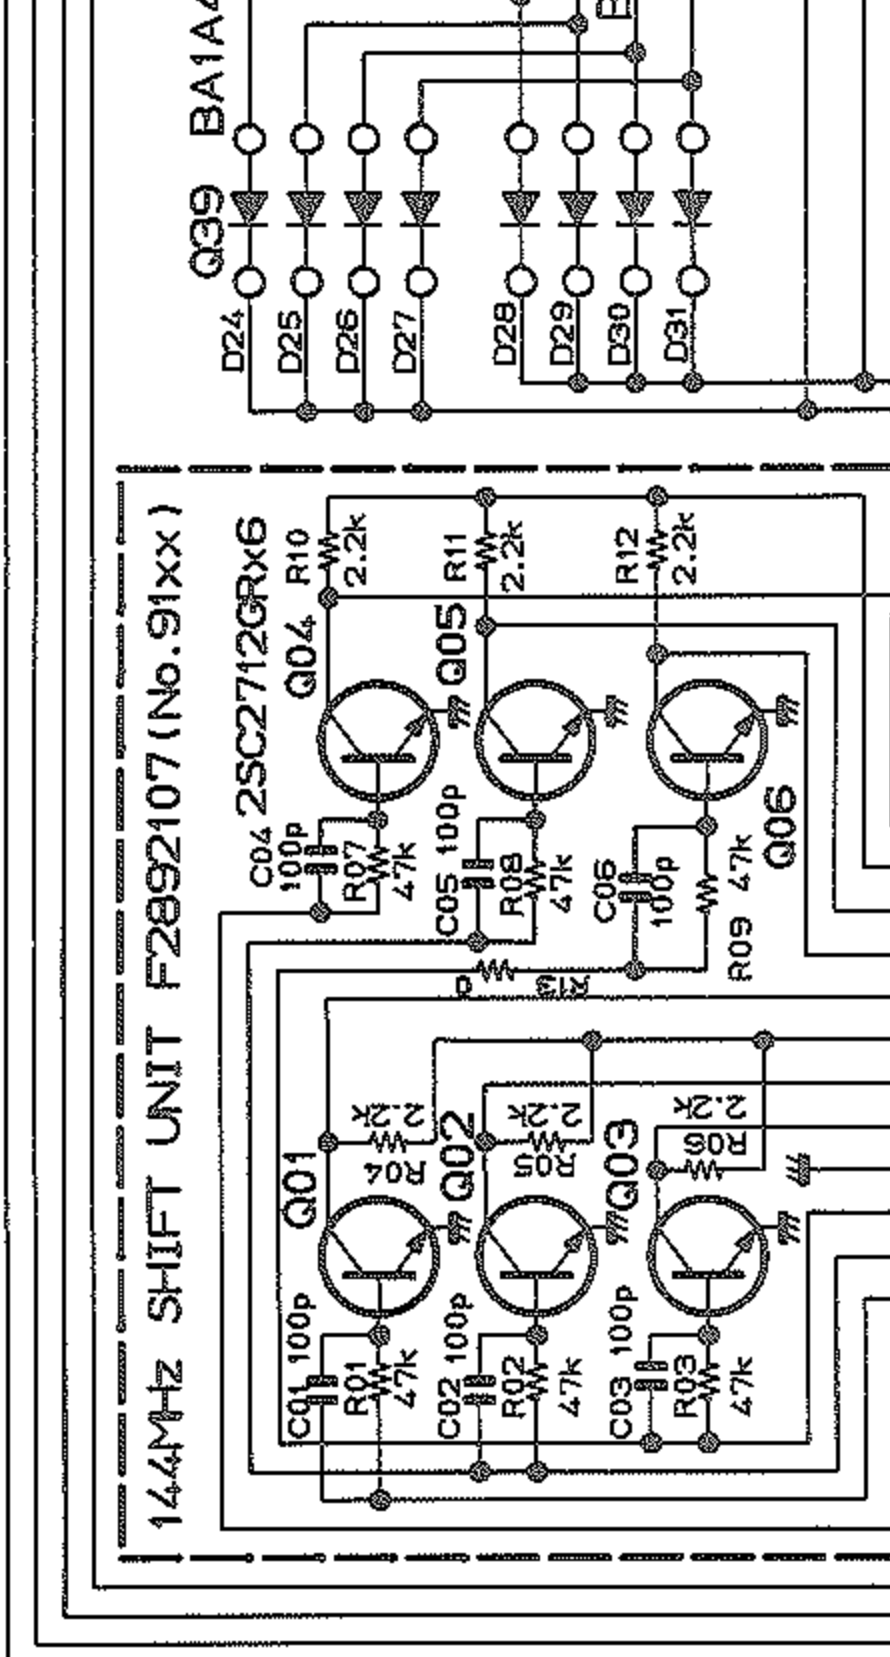 BA1A4
Q39
D24
D25
D26
D27
D28
D29
D30
D31
144MHz SHIFT UNIT F2892107(No.91xx)
2SC2712GRx6
R10
2.2k
R11
2.2k
R12
2.2k
Q04
Q05
Q06
C04
100p
R07
47k
C05
100p
R08
47k
C06
100p
R09
47k
R13
0
Q01
R04
2.2k
Q02
R05
2.2k
Q03
R06
2.2k
C01
100p
R01
47k
C02
100p
R02
47k
C03
100p
R03
47k